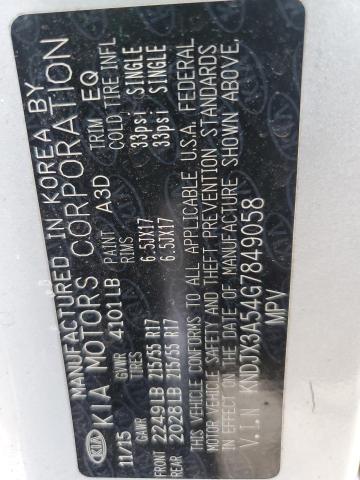 MANUFACTURED IN KOREA BY
KIA KIA MOTORS CORPORATION
11/15 GVWR 4101LB PAINT A3D TRIM EQ
GAWR TIRES RIMS COLD TIRE INFL
FRONT 2249LB 215/55 R17 6.5JX17 33psi SINGLE
REAR 2028LB 215/55 R17 6.5JX17 33psi SINGLE
THIS VEHICLE CONFORMS TO ALL APPLICABLE U.S.A. FEDERAL
MOTOR VEHICLE SAFETY AND THEFT PREVENTION STANDARDS
IN EFFECT ON THE DATE OF MANUFACTURE SHOWN ABOVE.
V.I.N KNDJX3A54G7849058
MPV